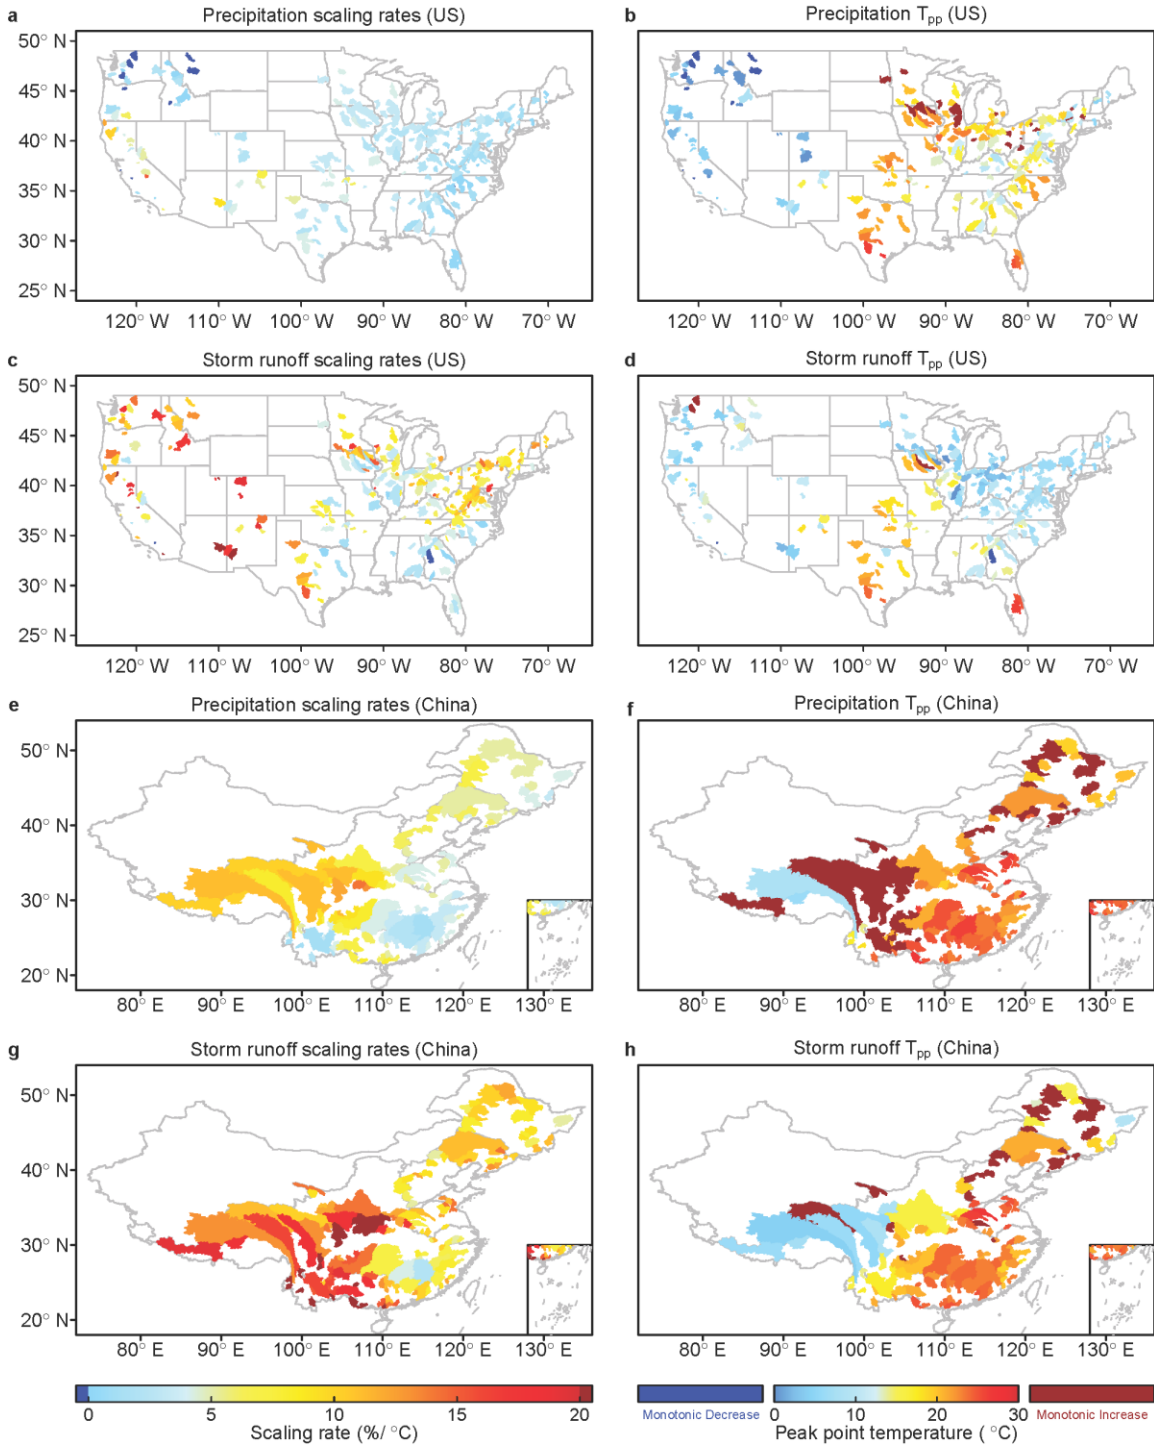 a Precipitation scaling rates (US)
50° N
45° N
40° N
35° N
30° N
25° N
120° W 110° W 100° W 90° W 80° W 70° W
b Precipitation Tpp (US)
120° W 110° W 100° W 90° W 80° W 70° W
c Storm runoff scaling rates (US)
50° N
45° N
40° N
35° N
30° N
25° N
120° W 110° W 100° W 90° W 80° W 70° W
d Storm runoff Tpp (US)
120° W 110° W 100° W 90° W 80° W 70° W
e Precipitation scaling rates (China)
50° N
40° N
30° N
20° N
80° E 90° E 100° E 110° E 120° E 130° E
f Precipitation Tpp (China)
80° E 90° E 100° E 110° E 120° E 130° E
g Storm runoff scaling rates (China)
50° N
40° N
30° N
20° N
80° E 90° E 100° E 110° E 120° E 130° E
h Storm runoff Tpp (China)
80° E 90° E 100° E 110° E 120° E 130° E
0 5 10 15 20
Scaling rate (%/ °C)
Monotonic Decrease
0 10 20 30
Monotonic Increase
Peak point temperature ( °C)